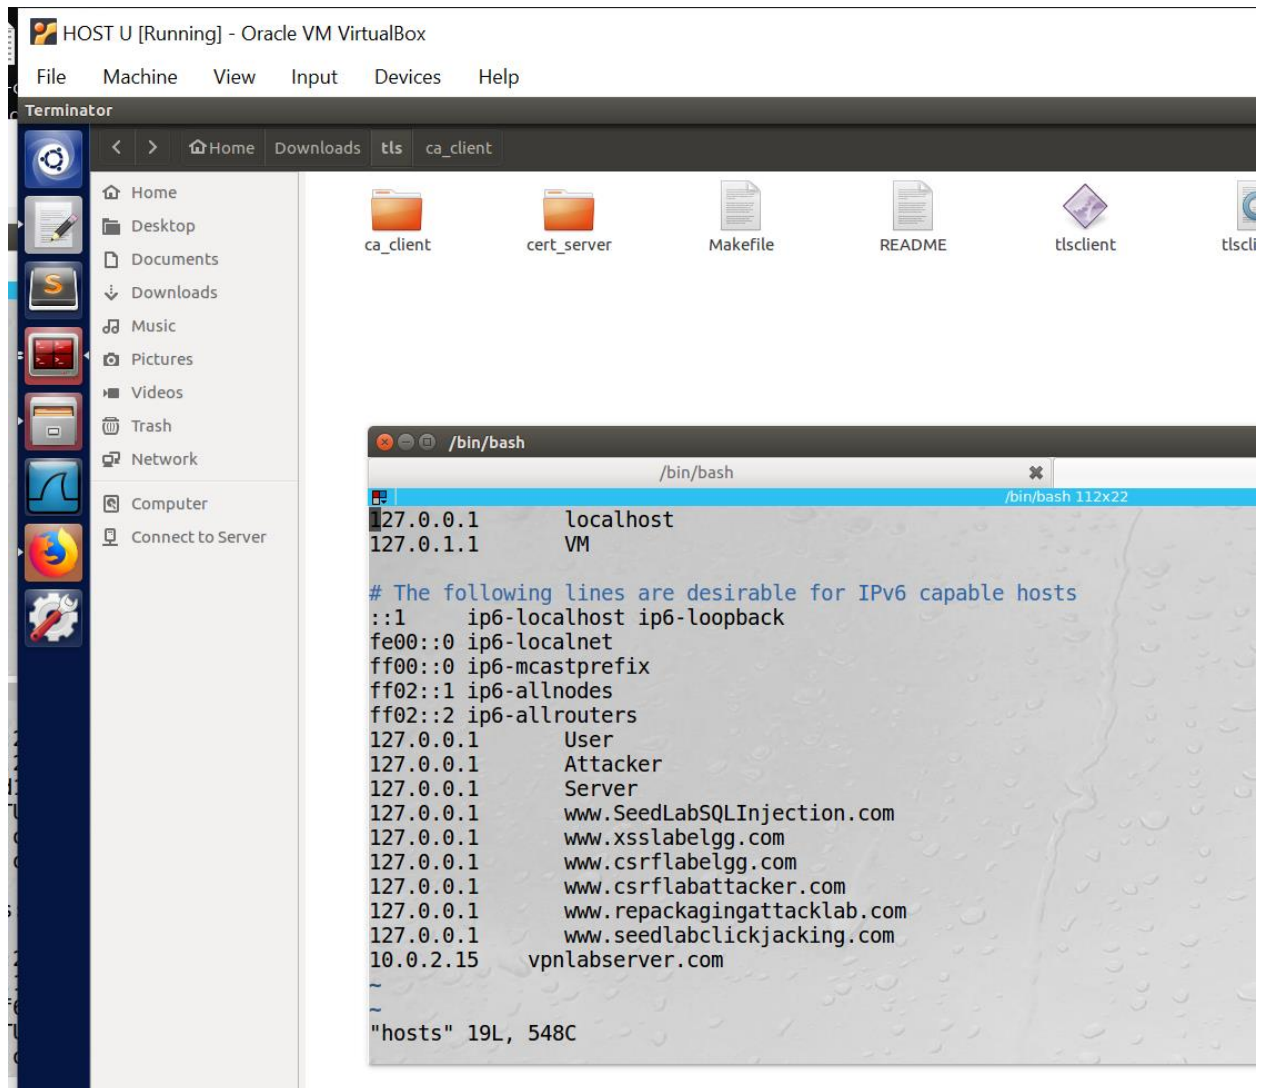 HOST U [Running] - Oracle VM VirtualBox
File Machine View Input Devices Help
Terminator
Home Downloads tls ca_client
Home
Desktop
Documents
Downloads
Music
Pictures
Videos
Trash
Network
Computer
Connect to Server
ca_client cert_server Makefile README tlsclient tlscli
/bin/bash
/bin/bash
/bin/bash 112x22
127.0.0.1 localhost
127.0.1.1 VM
# The following lines are desirable for IPv6 capable hosts
::1 ip6-localhost ip6-loopback
fe00::0 ip6-localnet
ff00::0 ip6-mcastprefix
ff02::1 ip6-allnodes
ff02::2 ip6-allrouters
127.0.0.1 User
127.0.0.1 Attacker
127.0.0.1 Server
127.0.0.1 www.SeedLabSQLInjection.com
127.0.0.1 www.xsslabelgg.com
127.0.0.1 www.csrflabelgg.com
127.0.0.1 www.csrflabattacker.com
127.0.0.1 www.repackagingattacklab.com
127.0.0.1 www.seedlabclickjacking.com
10.0.2.15 vpnlabserver.com
~
~
"hosts" 19L, 548C